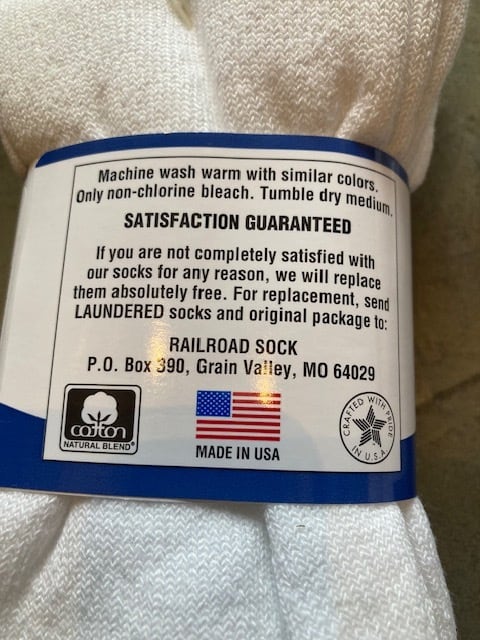 Machine wash warm with similar colors.
Only non-chlorine bleach. Tumble dry medium.
SATISFACTION GUARANTEED
If you are not completely satisfied with
our socks for any reason, we will replace
them absolutely free. For replacement, send
LAUNDERED socks and original package to:
RAILROAD SOCK
P.O. Box 390, Grain Valley, MO 64029
cotton
NATURAL BLEND®
MADE IN USA
CRAFTED WITH PRIDE
IN U.S.A.